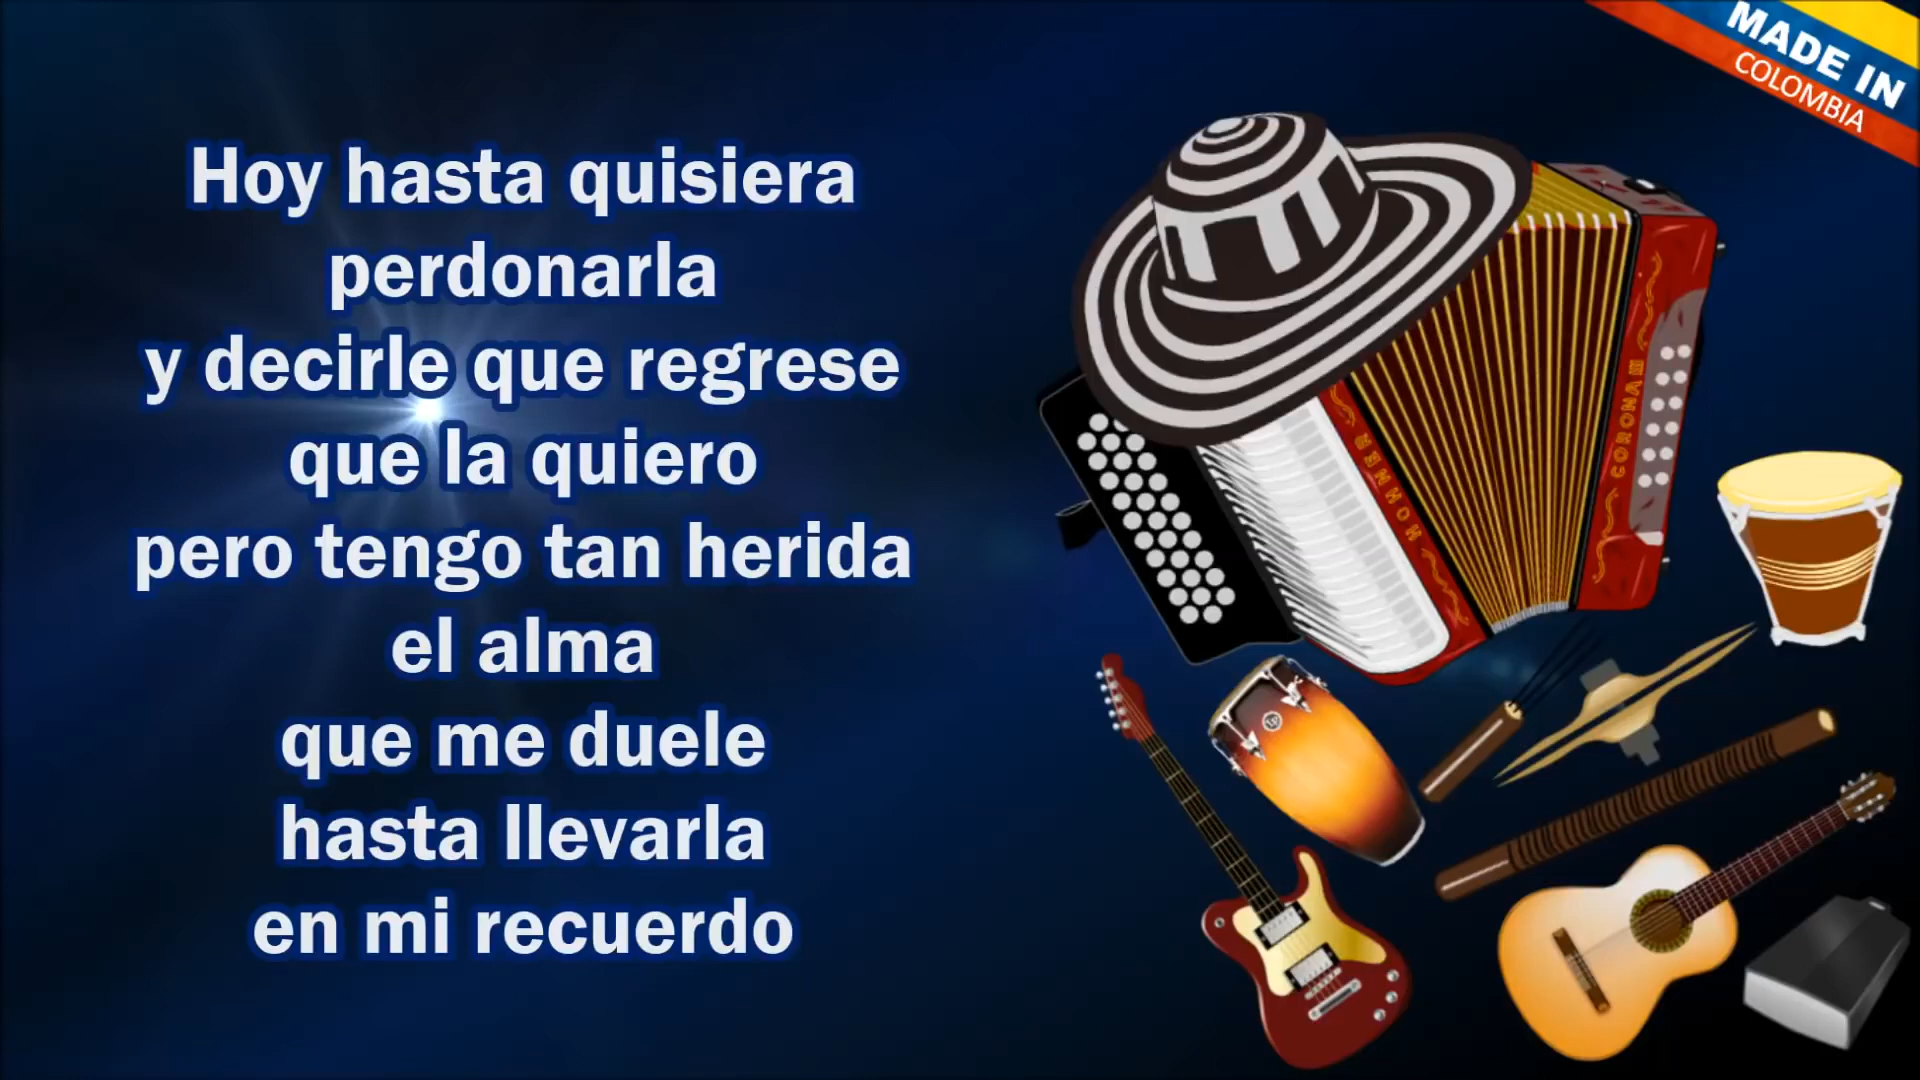 Hoy hasta quisiera
perdonarla
y decirle que regrese
que la quiero
pero tengo tan herida
el alma
que me duele
hasta llevarla
en mi recuerdo
MADE IN
COLOMBIA
HOHNER
CORONA III